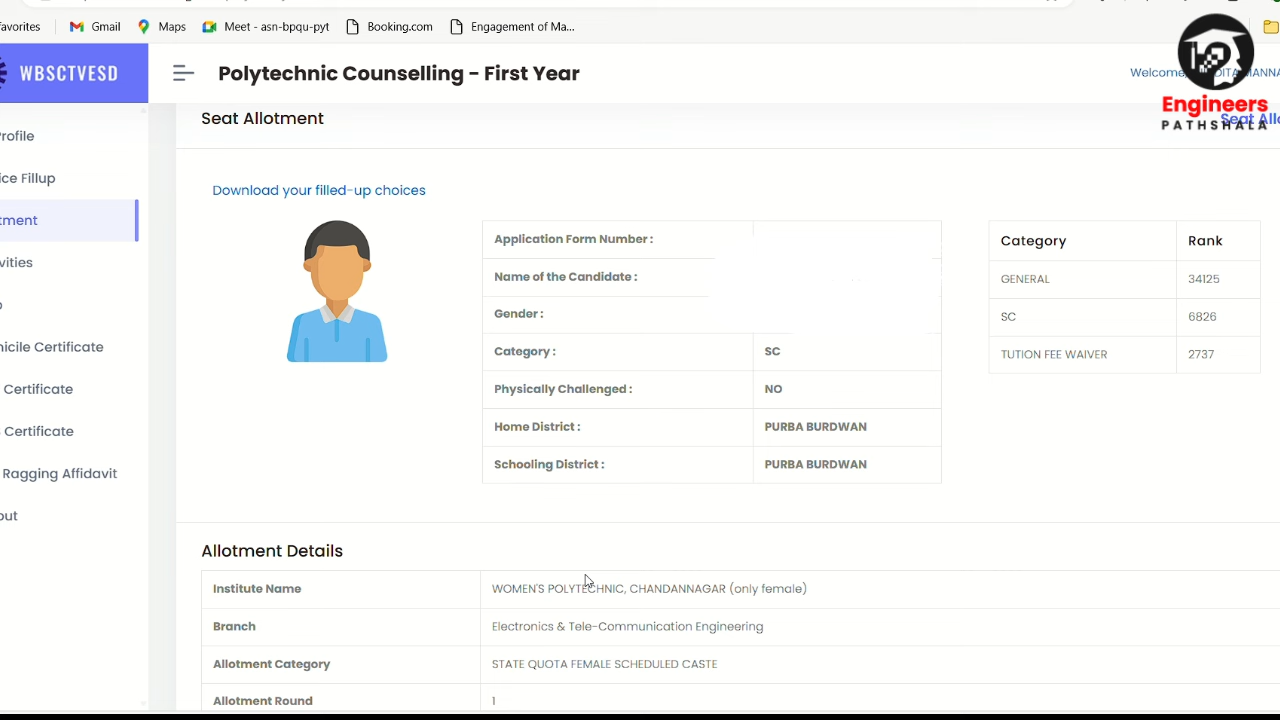 avorites
Gmail
Maps
Meet - asn-bpqu-pyt
Booking.com
Engagement of Ma...
WBSCTVESD
Polytechnic Counselling - First Year
Welcome,
MANNA
Engineers
PATHSHALA
Seat Allo
rofile
ice Fillup
tment
vities
nicile Certificate
Certificate
Certificate
Ragging Affidavit
out
Seat Allotment
Download your filled-up choices
Application Form Number :
Name of the Candidate :
Gender :
Category : SC
Physically Challenged : NO
Home District : PURBA BURDWAN
Schooling District : PURBA BURDWAN
Category Rank
GENERAL 34125
SC 6826
TUTION FEE WAIVER 2737
Allotment Details
Institute Name WOMEN'S POLYTECHNIC, CHANDANNAGAR (only female)
Branch Electronics & Tele-Communication Engineering
Allotment Category STATE QUOTA FEMALE SCHEDULED CASTE
Allotment Round 1